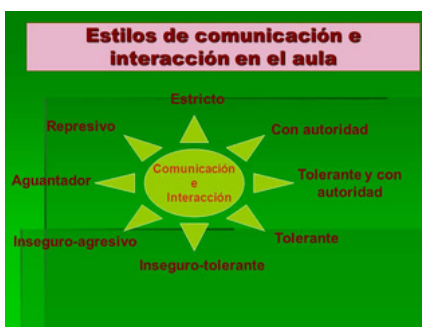 Estilos de comunicación e
interacción en el aula
Estricto
Represivo
Con autoridad
Comunicación
e
Interacción
Aguantador
Tolerante y con
autoridad
Inseguro-agresivo
Tolerante
Inseguro-tolerante